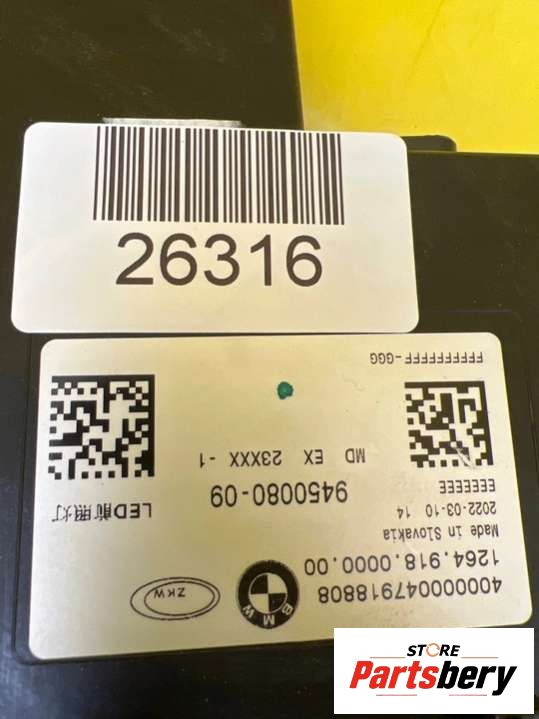 26316
400000047918808
1264.918.0000.00
BMW
ZKW
Made in Slovakia
2022-03-10 14
EEEEEEE
9450080-09
LED前照灯
MD EX 23XXX -1
FFFFFFFFFF-GGG
STORE
Partsbery